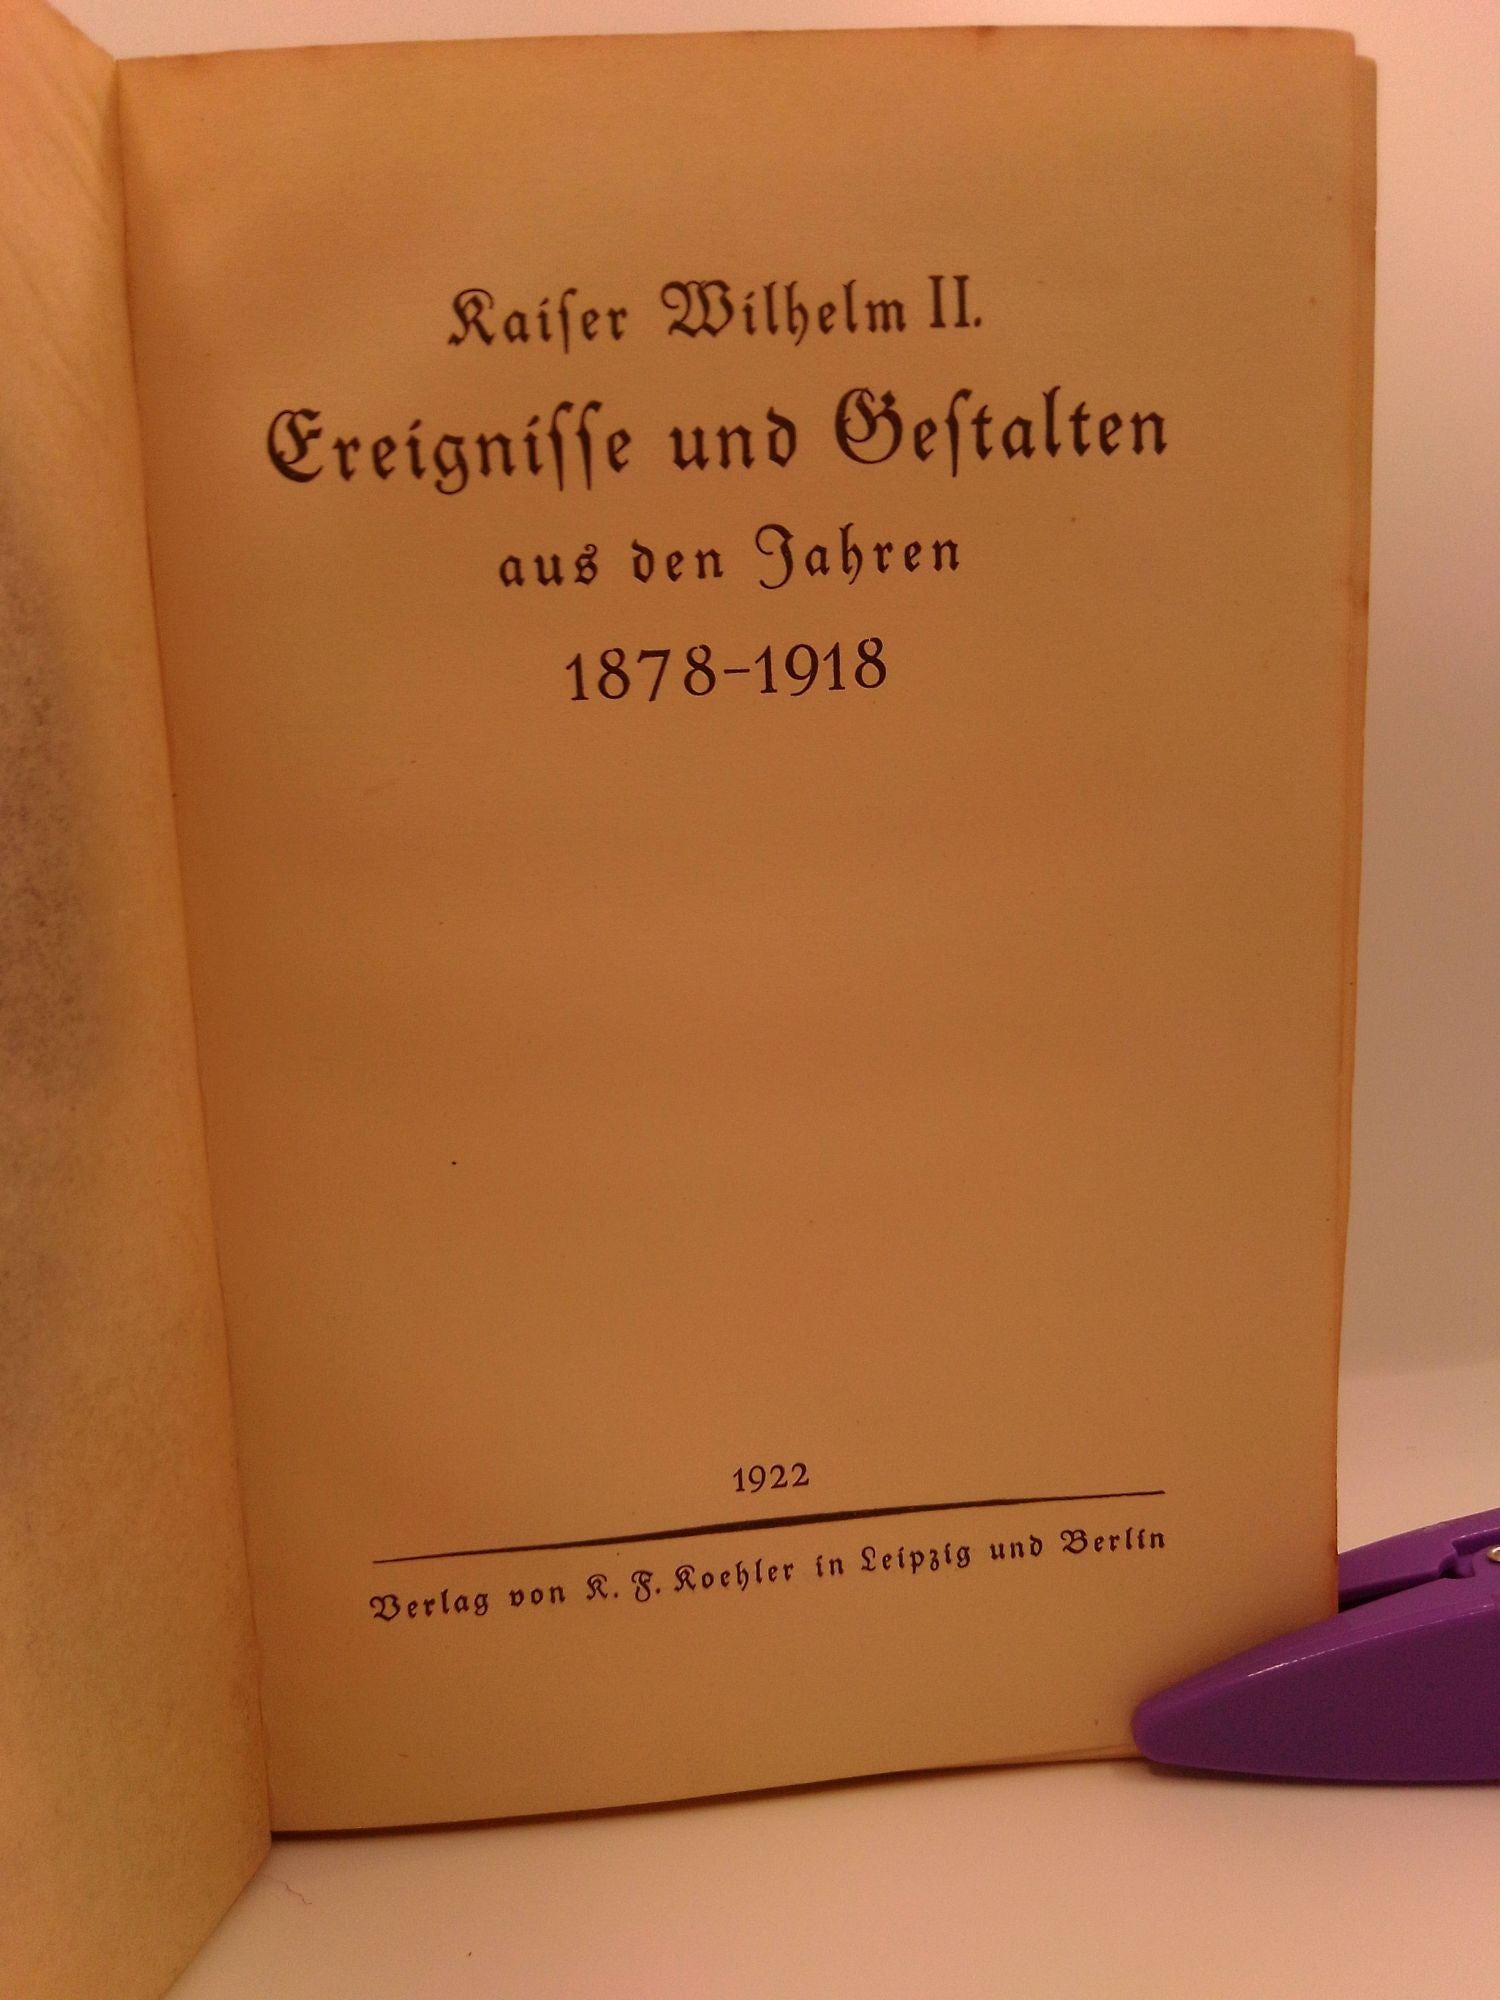 Kaiſer Wilhelm II.
Ereigniſſe und Geſtalten
aus den Jahren
1878-1918
1922
Verlag von K. F. Koehler in Leipzig und Berlin